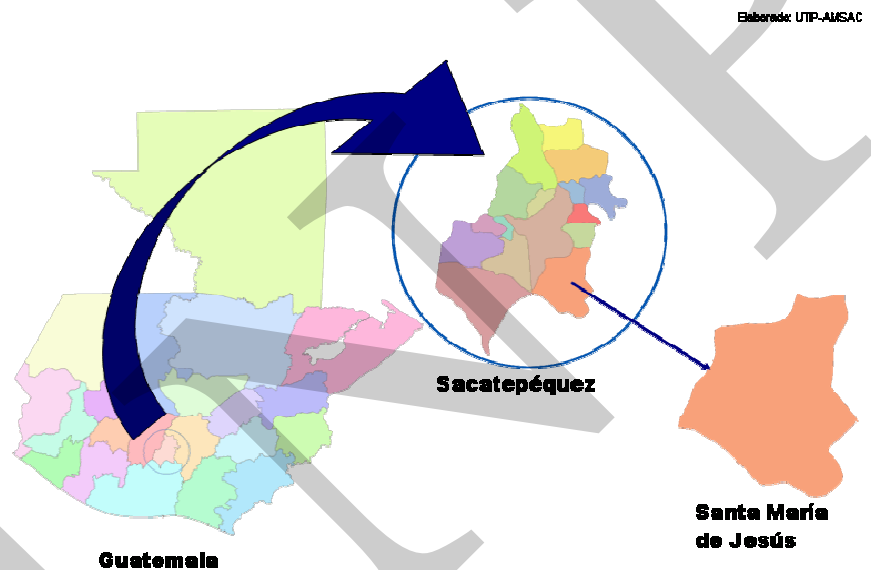 Elaborado: UTIP-AMSAC
Sacatepéquez
Santa María
de Jesús
Guatemala